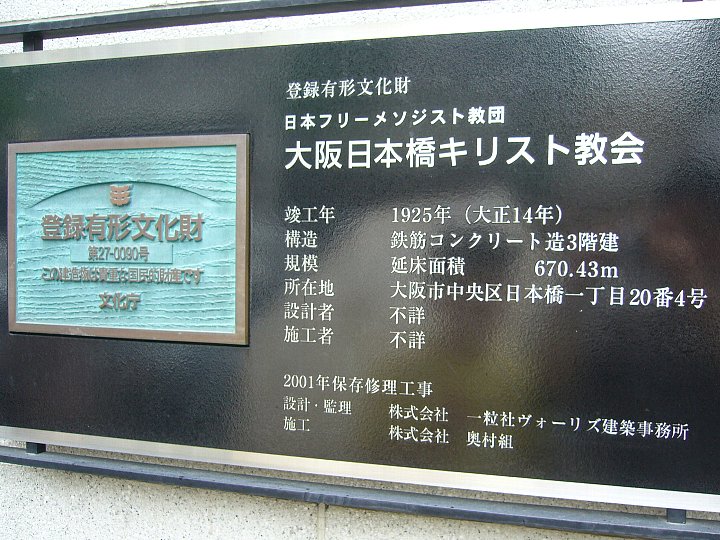 登録有形文化財
第27-0090号
この建造物は貴重な国民的財産です
文化庁
登録有形文化財
日本フリーメソジスト教団
大阪日本橋キリスト教会
竣工年 1925年（大正14年）
構造 鉄筋コンクリート造3階建
規模 延床面積 670.43m
所在地 大阪市中央区日本橋一丁目20番4号
設計者 不詳
施工者 不詳
2001年保存修理工事
設計・監理 株式会社 一粒社ヴォーリズ建築事務所
施工 株式会社 奥村組